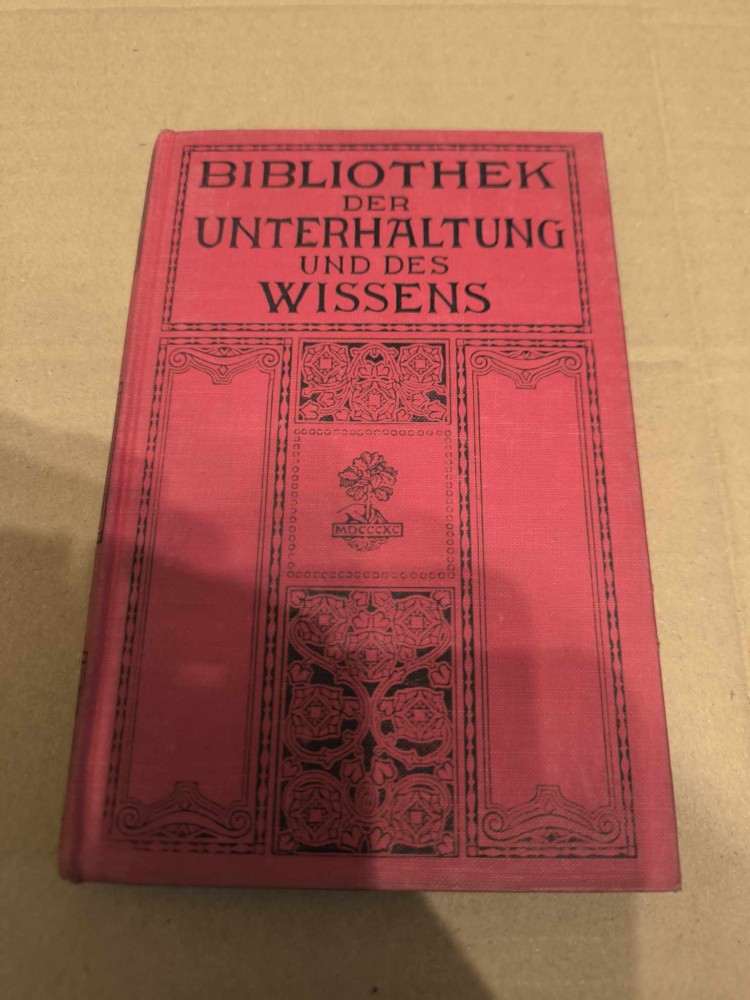 BIBLIOTHEK
DER
UNTERHALTUNG
UND DES
WISSENS
MDCCCXC